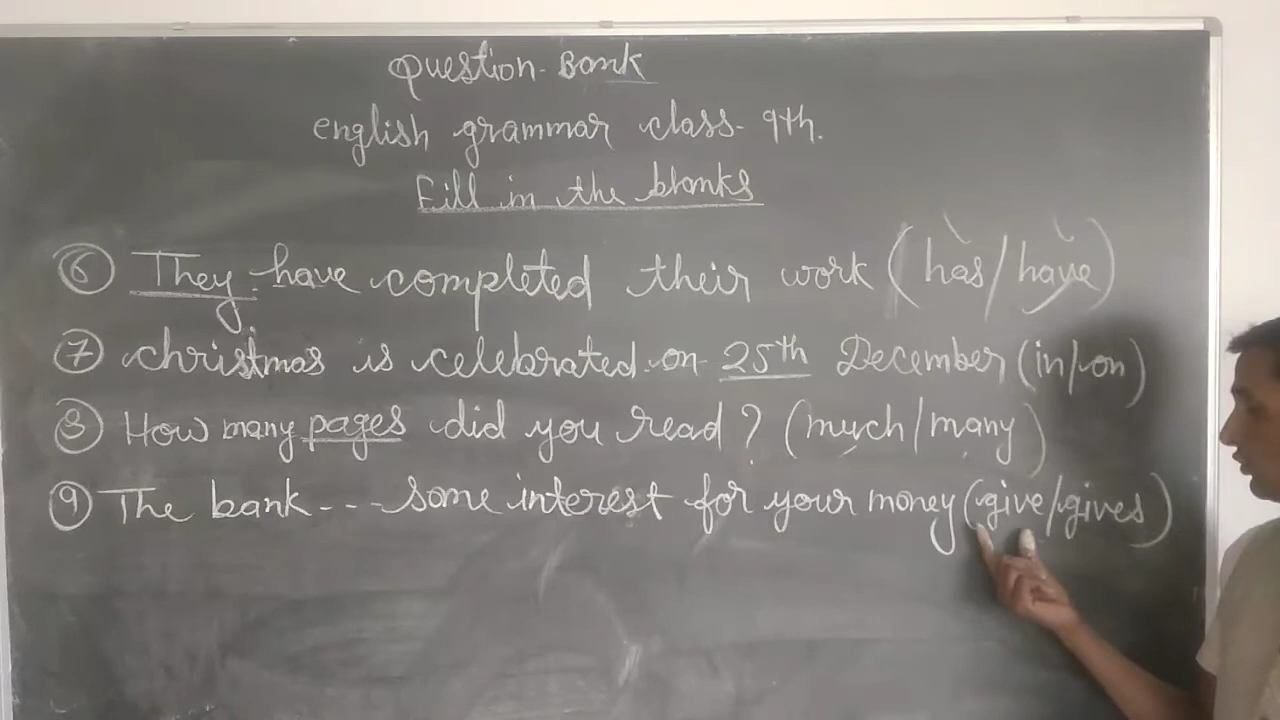 Question-Bank
english grammar class-9th.
Fill in the blanks
⑥ They have completed their work (has/have)
⑦ christmas is celebrated on 25th December (in/on)
⑧ How many pages did you read? (much/many)
⑨ The bank --- some interest for your money (give/gives)